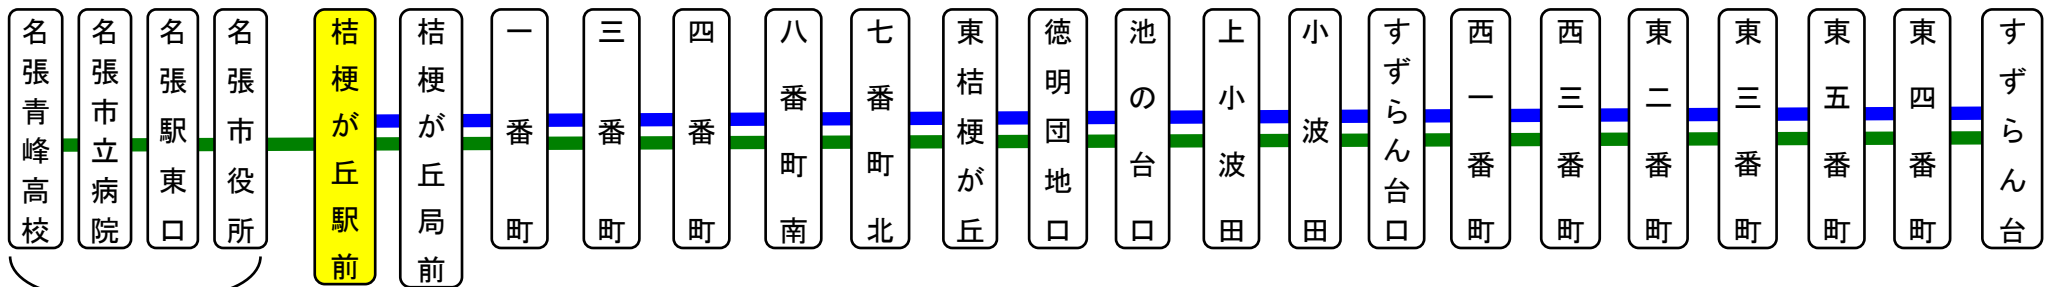 名張青峰高校
名張市立病院
名張駅東口
名張市役所
桔梗が丘駅前
桔梗が丘局前
一番町
三番町
四番町
八番町南
七番町北
東桔梗が丘
徳明団地口
池の台口
上小波田
小波田
すずらん台口
西一番町
西三番町
東二番町
東三番町
東五番町
東四番町
すずらん台